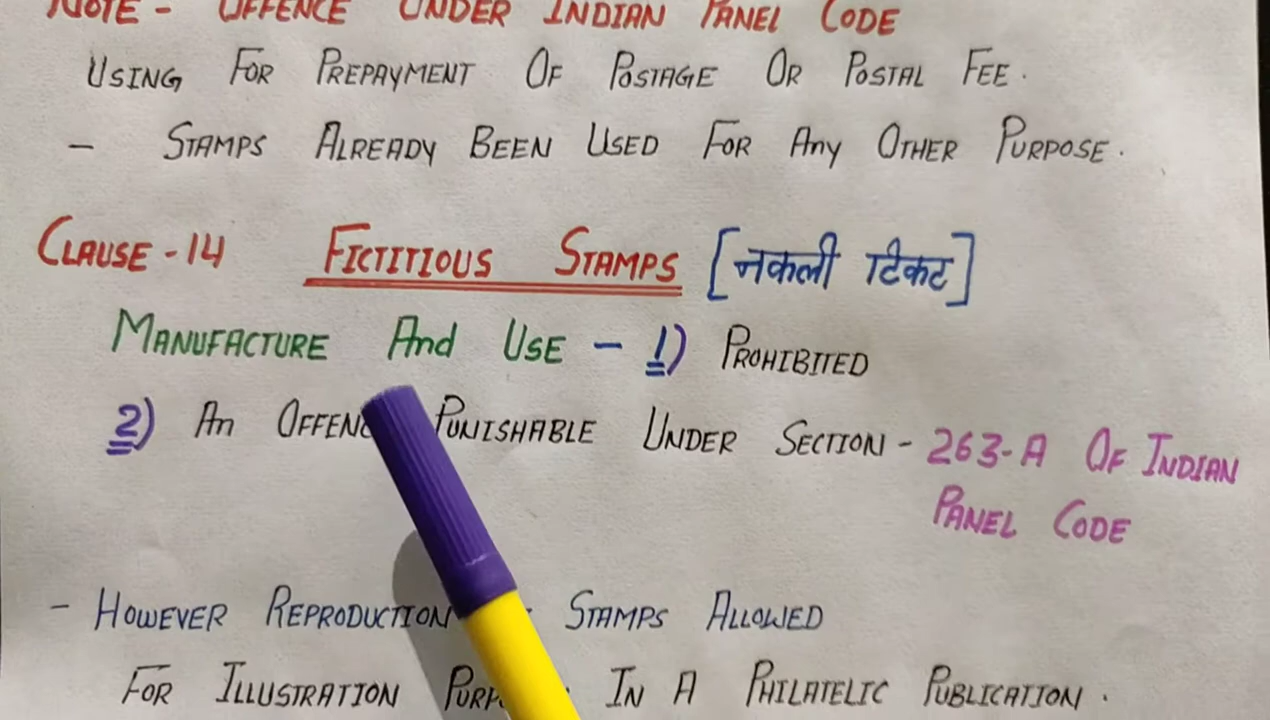 NOTE - OFFENCE UNDER INDIAN PANEL CODE
USING FOR PREPAYMENT OF POSTAGE OR POSTAL FEE.
- STAMPS ALREADY BEEN USED FOR ANY OTHER PURPOSE.
CLAUSE-14 FICTITIOUS STAMPS [नकली टिकट]
MANUFACTURE AND USE - 1) PROHIBITED
2) AN PUNISHABLE UNDER SECTION - 263-A OF INDIAN
PANEL CODE
- HOWEVER REPRODUCTION STAMPS ALLOWED
FOR ILLUSTRATION IN A PHILATELIC PUBLICATION.